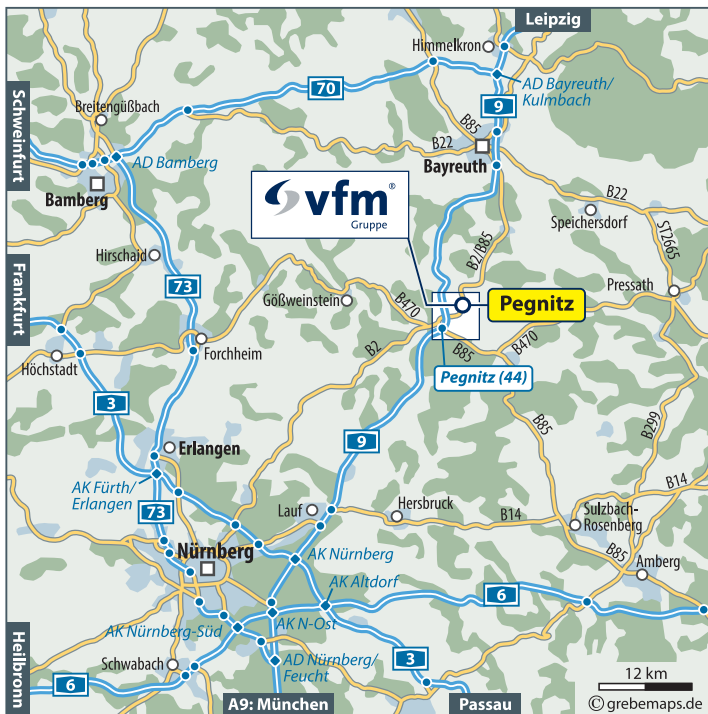 Leipzig
Himmelkron
70
AD Bayreuth/
Kulmbach
9
Schweinfurt
Breitengüßbach
B85
B22
AD Bamberg
Bayreuth
Bamberg
vfm®
Gruppe
B22
Speichersdorf
ST2665
B2/B85
Hirschaid
Frankfurt
73
Gößweinstein
B470
Pegnitz
Pressath
Forchheim
B2
B85
B470
Höchstadt
Pegnitz (44)
3
B85
B299
9
Erlangen
AK Fürth/
Erlangen
B14
73
Lauf
Hersbruck
B14
Sulzbach-
Rosenberg
Nürnberg
AK Nürnberg
B85
Amberg
AK Altdorf
6
AK N-Ost
AK Nürnberg-Süd
Heilbronn
Schwabach
AD Nürnberg/
Feucht
3
6
12 km
A9: München
Passau
© grebemaps.de